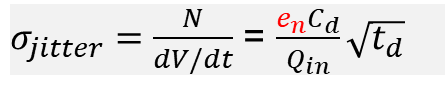 σ_jitter = N / (dV/dt) = (e_n C_d / Q_in) √t_d